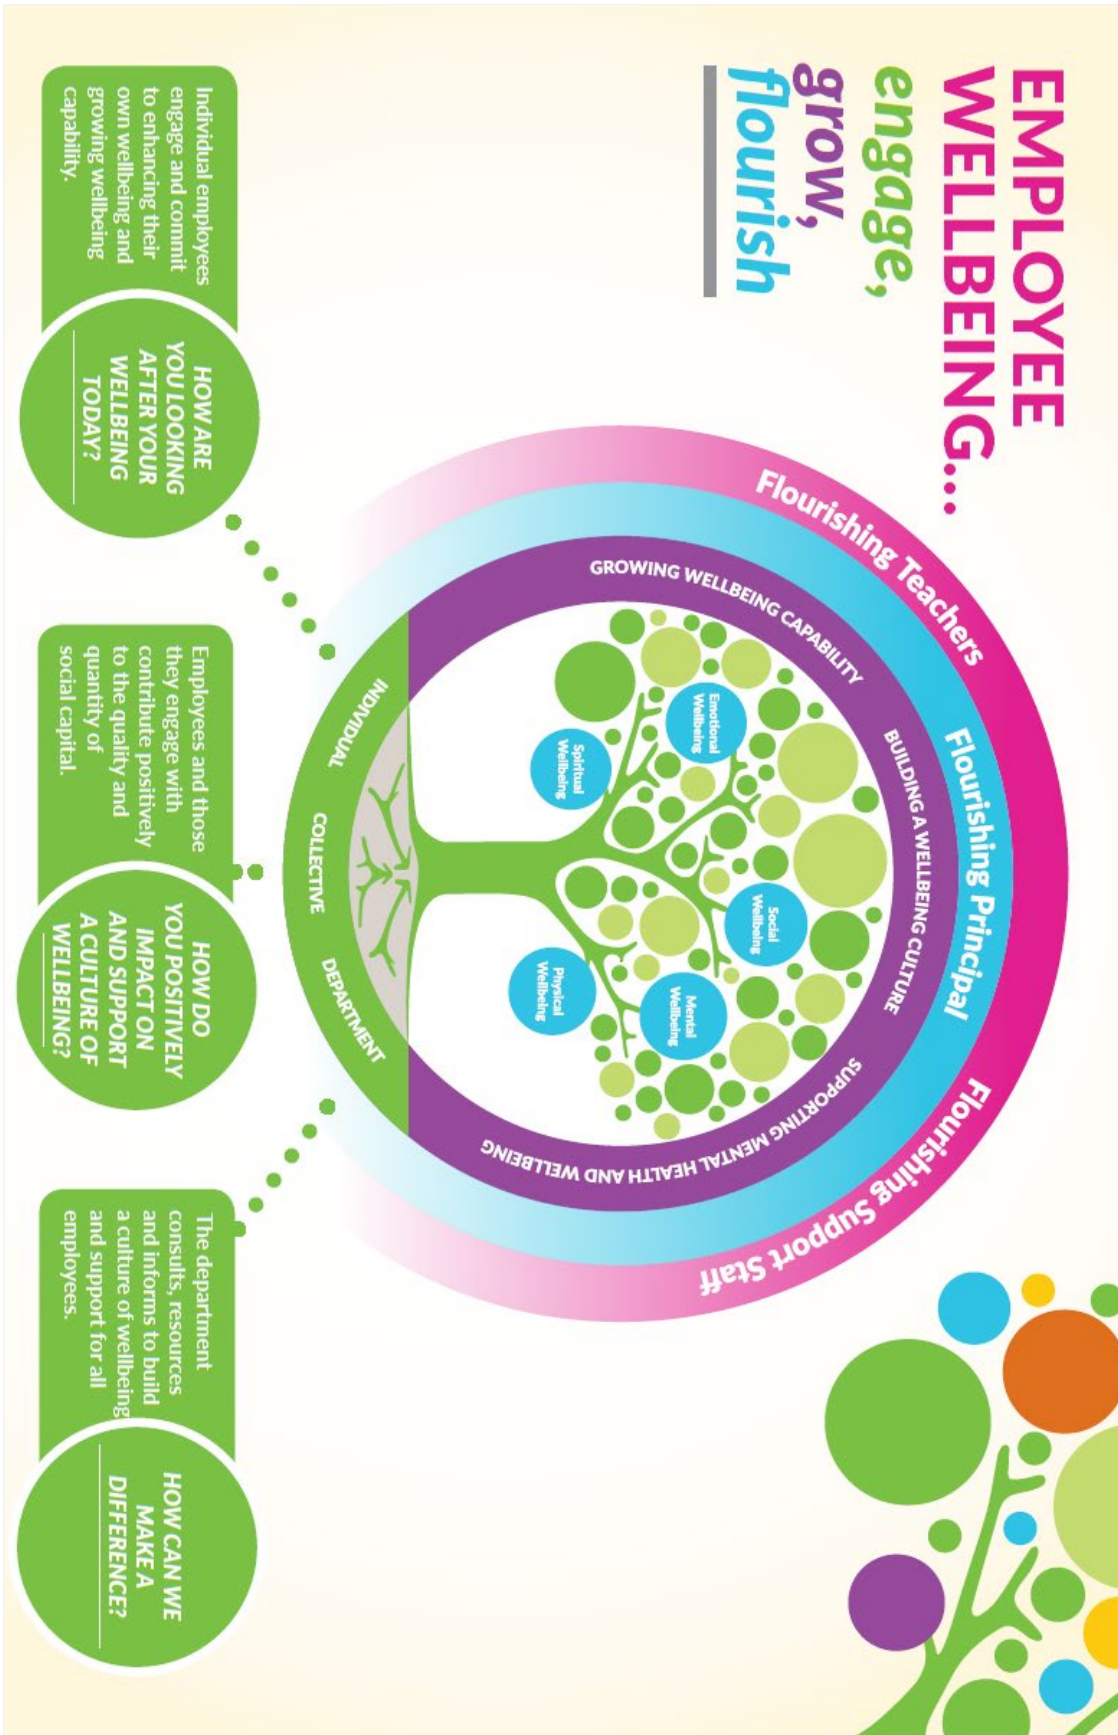 EMPLOYEE
WELLBEING...
engage,
grow,
flourish
Flourishing Teachers
Flourishing Principal
Flourishing Support Staff
GROWING WELLBEING CAPABILITY
BUILDING A WELLBEING CULTURE
SUPPORTING MENTAL HEALTH AND WELLBEING
Emotional
Wellbeing
Spiritual
Wellbeing
Social
Wellbeing
Mental
Wellbeing
Physical
Wellbeing
INDIVIDUAL
COLLECTIVE
DEPARTMENT
Individual employees
engage and commit
to enhancing their
own wellbeing and
growing wellbeing
capability.
HOW ARE
YOU LOOKING
AFTER YOUR
WELLBEING
TODAY?
Employees and those
they engage with
contribute positively
to the quality and
quantity of
social capital.
HOW DO
YOU POSITIVELY
IMPACT ON
AND SUPPORT
A CULTURE OF
WELLBEING?
The department
consults, resources
and informs to build
a culture of wellbeing
and support for all
employees.
HOW CAN WE
MAKE A
DIFFERENCE?